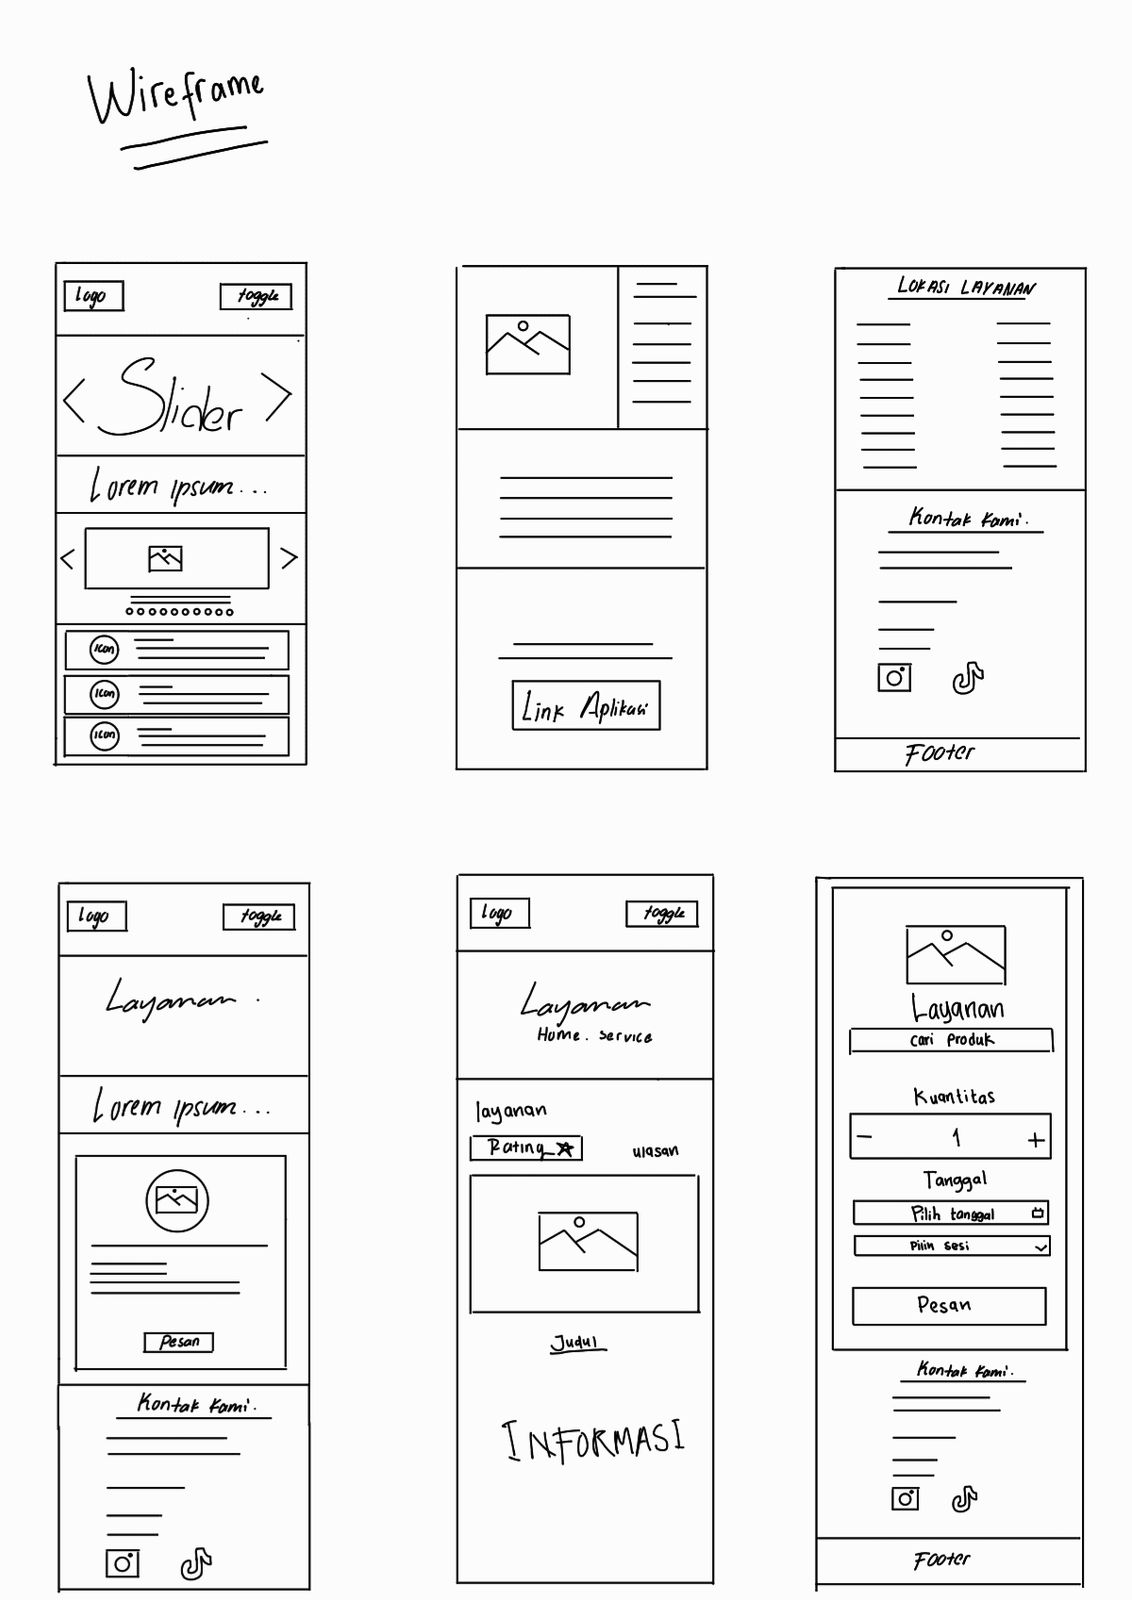 Wireframe
logo
toggle
Slider
Lorem ipsum...
icon
icon
icon
Link Aplikasi
LOKASI LAYANAN
Kontak Kami.
Footer
logo
toggle
Layanan
Lorem ipsum...
Pesan
Kontak Kami.
logo
toggle
Layanan
Home. service
layanan
Rating
ulasan
Judul
INFORMASI
Layanan
Cari Produk
Kuantitas
- 1 +
Tanggal
Pilih tanggal
Pilih sesi
Pesan
Kontak Kami.
Footer